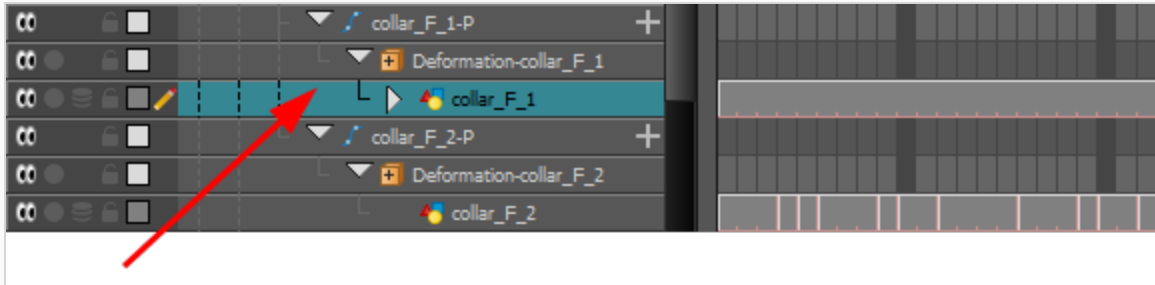 collar_F_1-P
Deformation-collar_F_1
collar_F_1
collar_F_2-P
Deformation-collar_F_2
collar_F_2